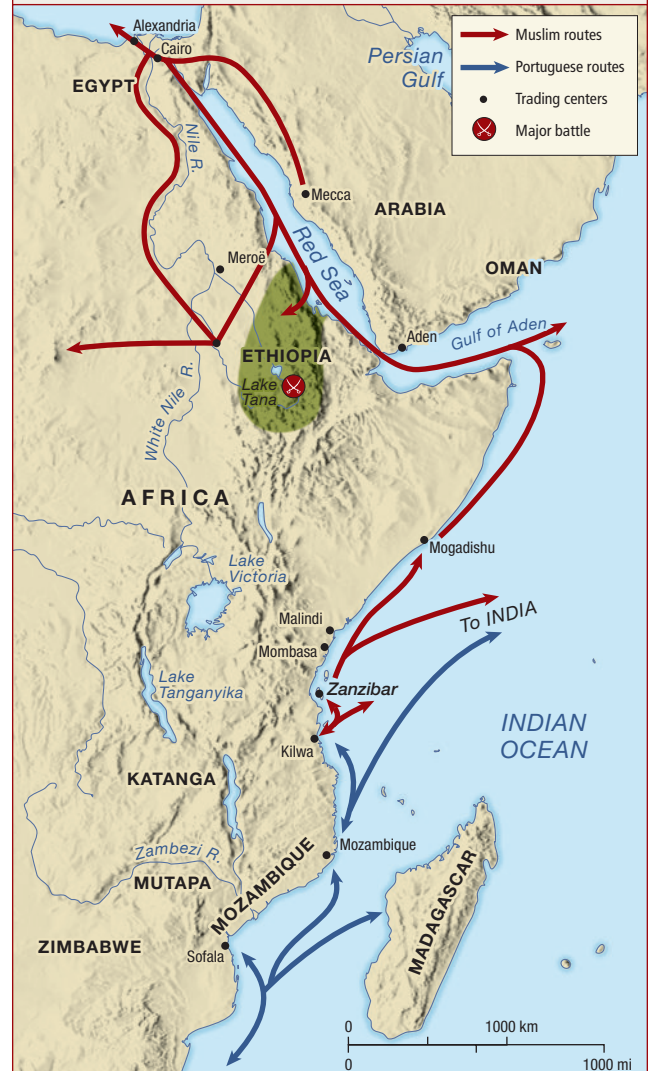 Alexandria
Cairo
EGYPT
Nile R.
Persian
Gulf
Muslim routes
Portuguese routes
Trading centers
Major battle
Mecca
ARABIA
Red Sea
Meroë
OMAN
Aden
Gulf of Aden
ETHIOPIA
Lake
Tana
White Nile R.
AFRICA
Mogadishu
Lake
Victoria
Malindi
Mombasa
To INDIA
Lake
Tanganyika
Zanzibar
INDIAN
OCEAN
Kilwa
KATANGA
Mozambique
Zambezi R.
MUTAPA
MOZAMBIQUE
MADAGASCAR
ZIMBABWE
Sofala
0 1000 km
0 1000 mi